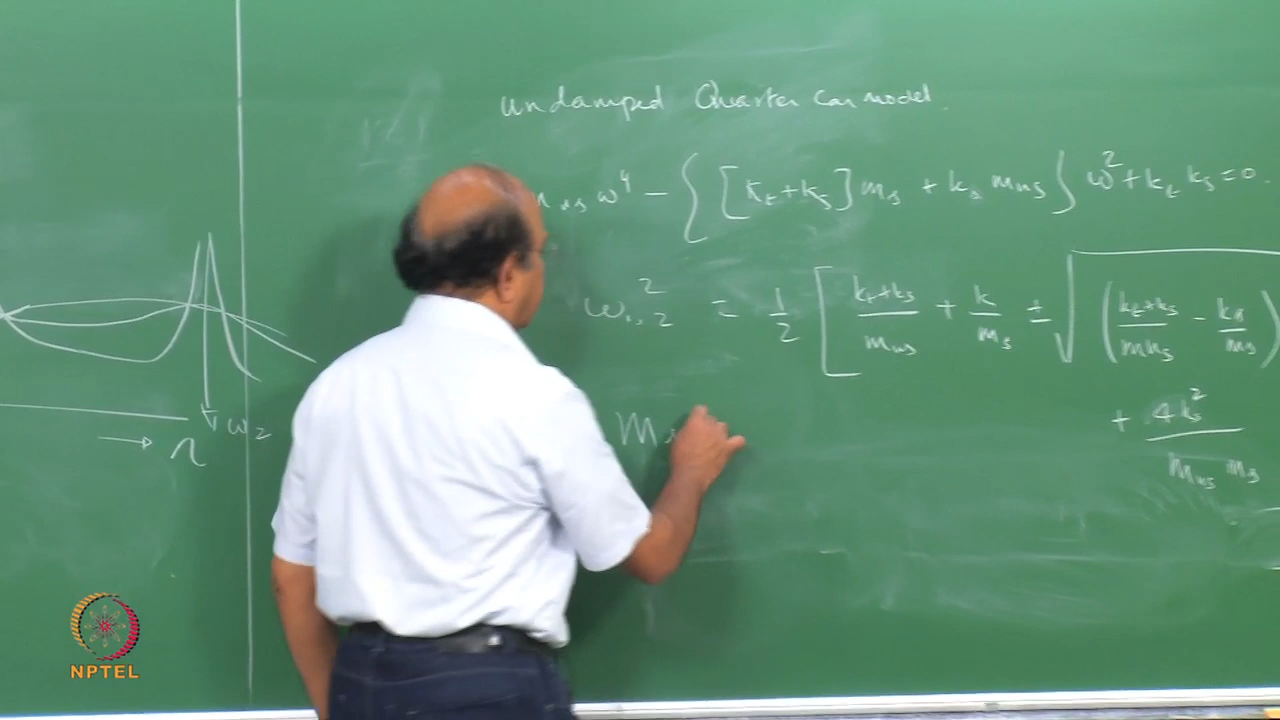 undamped Quarter Car model.
ω⁴ – { [kₜ+kₛ] mₛ + kₛ mᵤₛ } ω² + kₜ kₛ = 0.
ω₁,₂² = 1/2 [ (kₜ+kₛ)/mᵤₛ + k/mₛ ± √( (kₜ+kₛ)/mᵤₛ – kₛ/mₛ )
+ 4kₛ²/(mᵤₛ mₛ)
m
→ r
ω₂
NPTEL